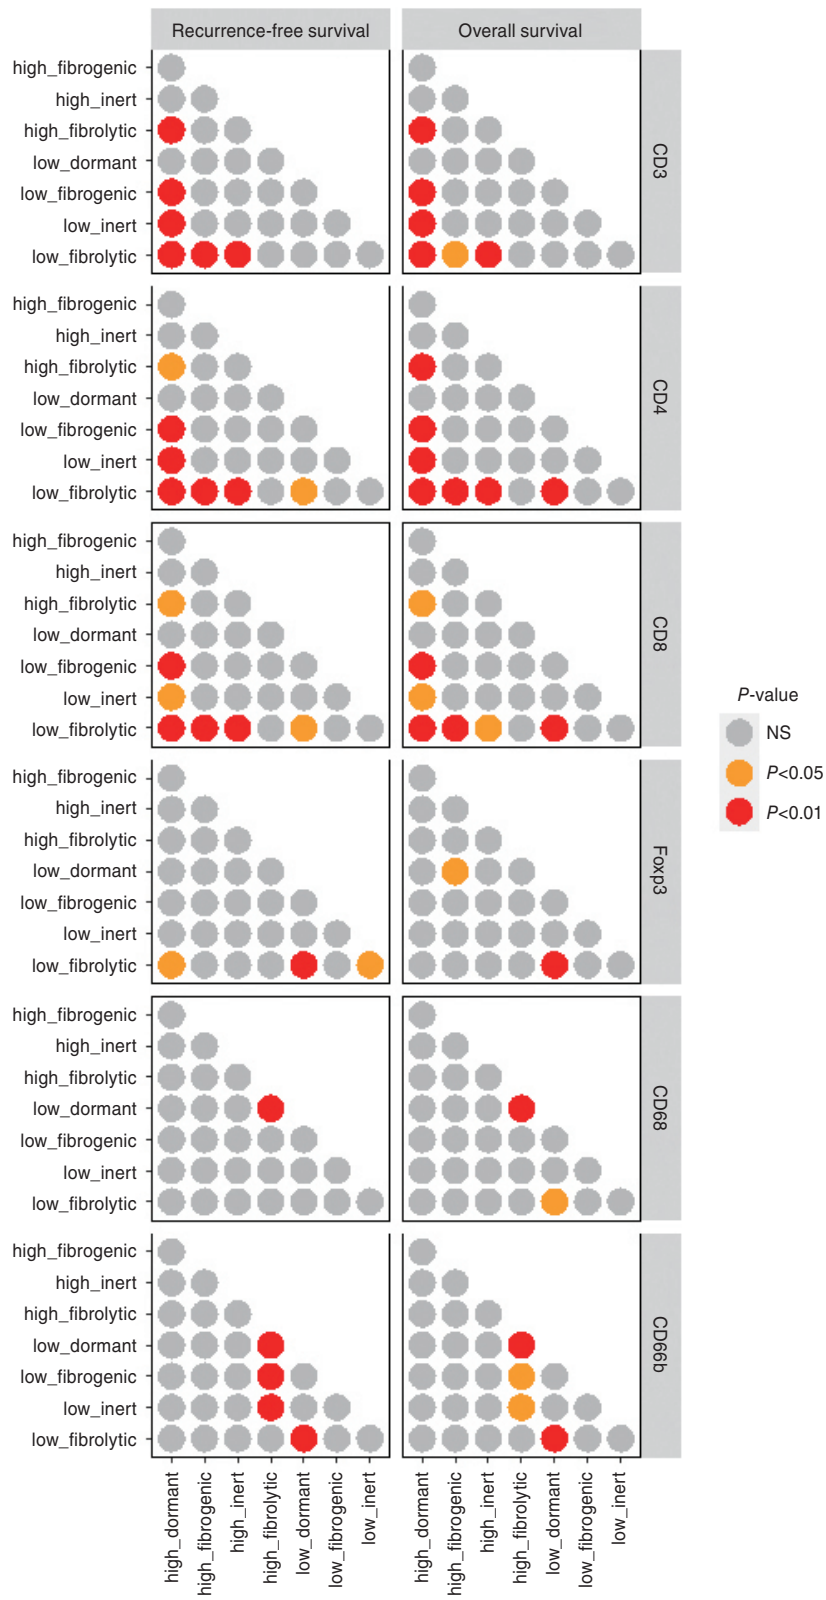 Recurrence-free survival
Overall survival
high_fibrogenic
high_inert
high_fibrolytic
low_dormant
low_fibrogenic
low_inert
low_fibrolytic
CD3
high_fibrogenic
high_inert
high_fibrolytic
low_dormant
low_fibrogenic
low_inert
low_fibrolytic
CD4
high_fibrogenic
high_inert
high_fibrolytic
low_dormant
low_fibrogenic
low_inert
low_fibrolytic
CD8
P-value
NS
P<0.05
P<0.01
high_fibrogenic
high_inert
high_fibrolytic
low_dormant
low_fibrogenic
low_inert
low_fibrolytic
Foxp3
high_fibrogenic
high_inert
high_fibrolytic
low_dormant
low_fibrogenic
low_inert
low_fibrolytic
CD68
high_fibrogenic
high_inert
high_fibrolytic
low_dormant
low_fibrogenic
low_inert
low_fibrolytic
CD66b
high_dormant
high_fibrogenic
high_inert
high_fibrolytic
low_dormant
low_fibrogenic
low_inert
high_dormant
high_fibrogenic
high_inert
high_fibrolytic
low_dormant
low_fibrogenic
low_inert